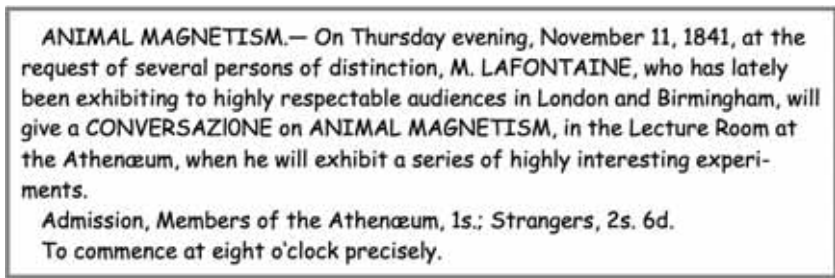 ANIMAL MAGNETISM.— On Thursday evening, November 11, 1841, at the
request of several persons of distinction, M. LAFONTAINE, who has lately
been exhibiting to highly respectable audiences in London and Birmingham, will
give a CONVERSAZI0NE on ANIMAL MAGNETISM, in the Lecture Room at
the Athenæum, when he will exhibit a series of highly interesting experi-
ments.
Admission, Members of the Athenæum, 1s.; Strangers, 2s. 6d.
To commence at eight o'clock precisely.